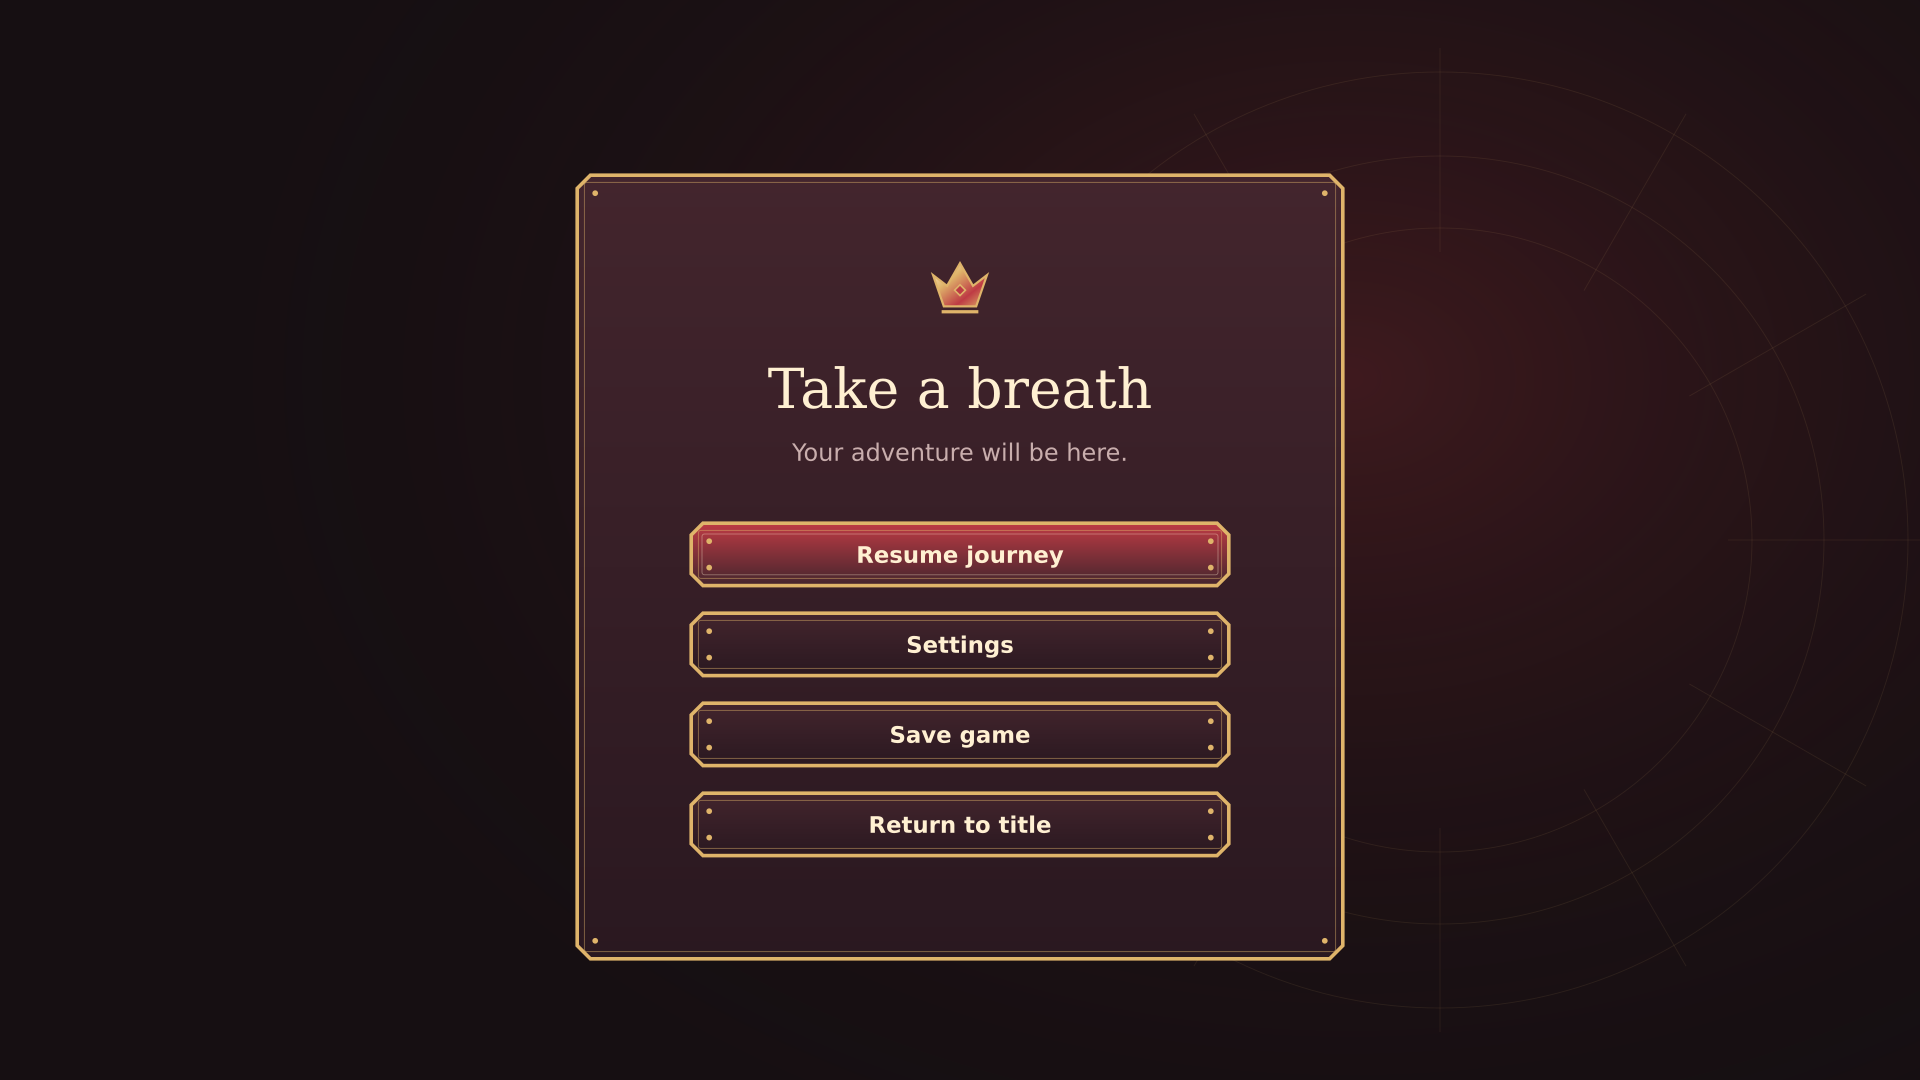 Take a breath
Your adventure will be here.
Resume journey
Settings
Save game
Return to title